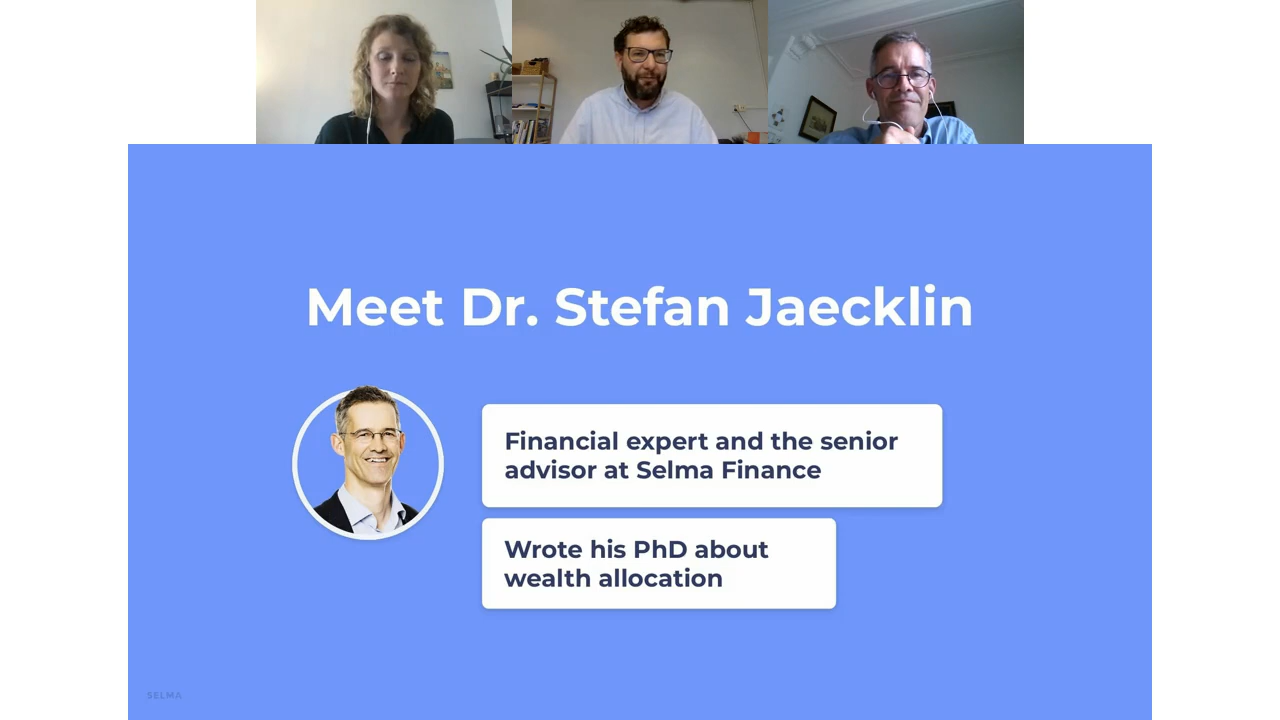 Meet Dr. Stefan Jaecklin
Financial expert and the senior
advisor at Selma Finance
Wrote his PhD about
wealth allocation
SELMA